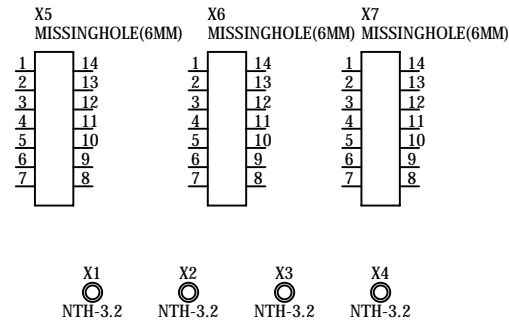 X5 X6 X7
MISSINGHOLE(6MM) MISSINGHOLE(6MM) MISSINGHOLE(6MM)
1 14 1 14 1 14
2 13 2 13 2 13
3 12 3 12 3 12
4 11 4 11 4 11
5 10 5 10 5 10
6 9 6 9 6 9
7 8 7 8 7 8
X1 X2 X3 X4
NTH-3.2 NTH-3.2 NTH-3.2 NTH-3.2